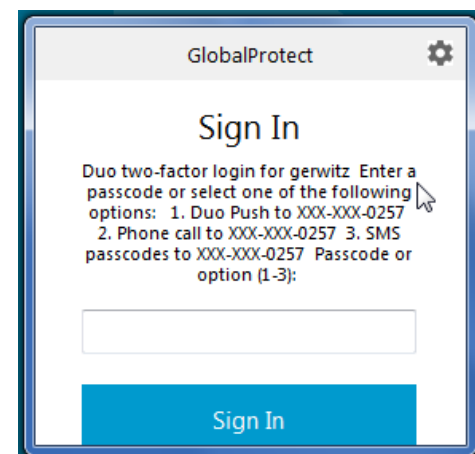 GlobalProtect
Sign In
Duo two-factor login for gerwitz Enter a
passcode or select one of the following
options: 1. Duo Push to XXX-XXX-0257
2. Phone call to XXX-XXX-0257 3. SMS
passcodes to XXX-XXX-0257 Passcode or
option (1-3):
Sign In